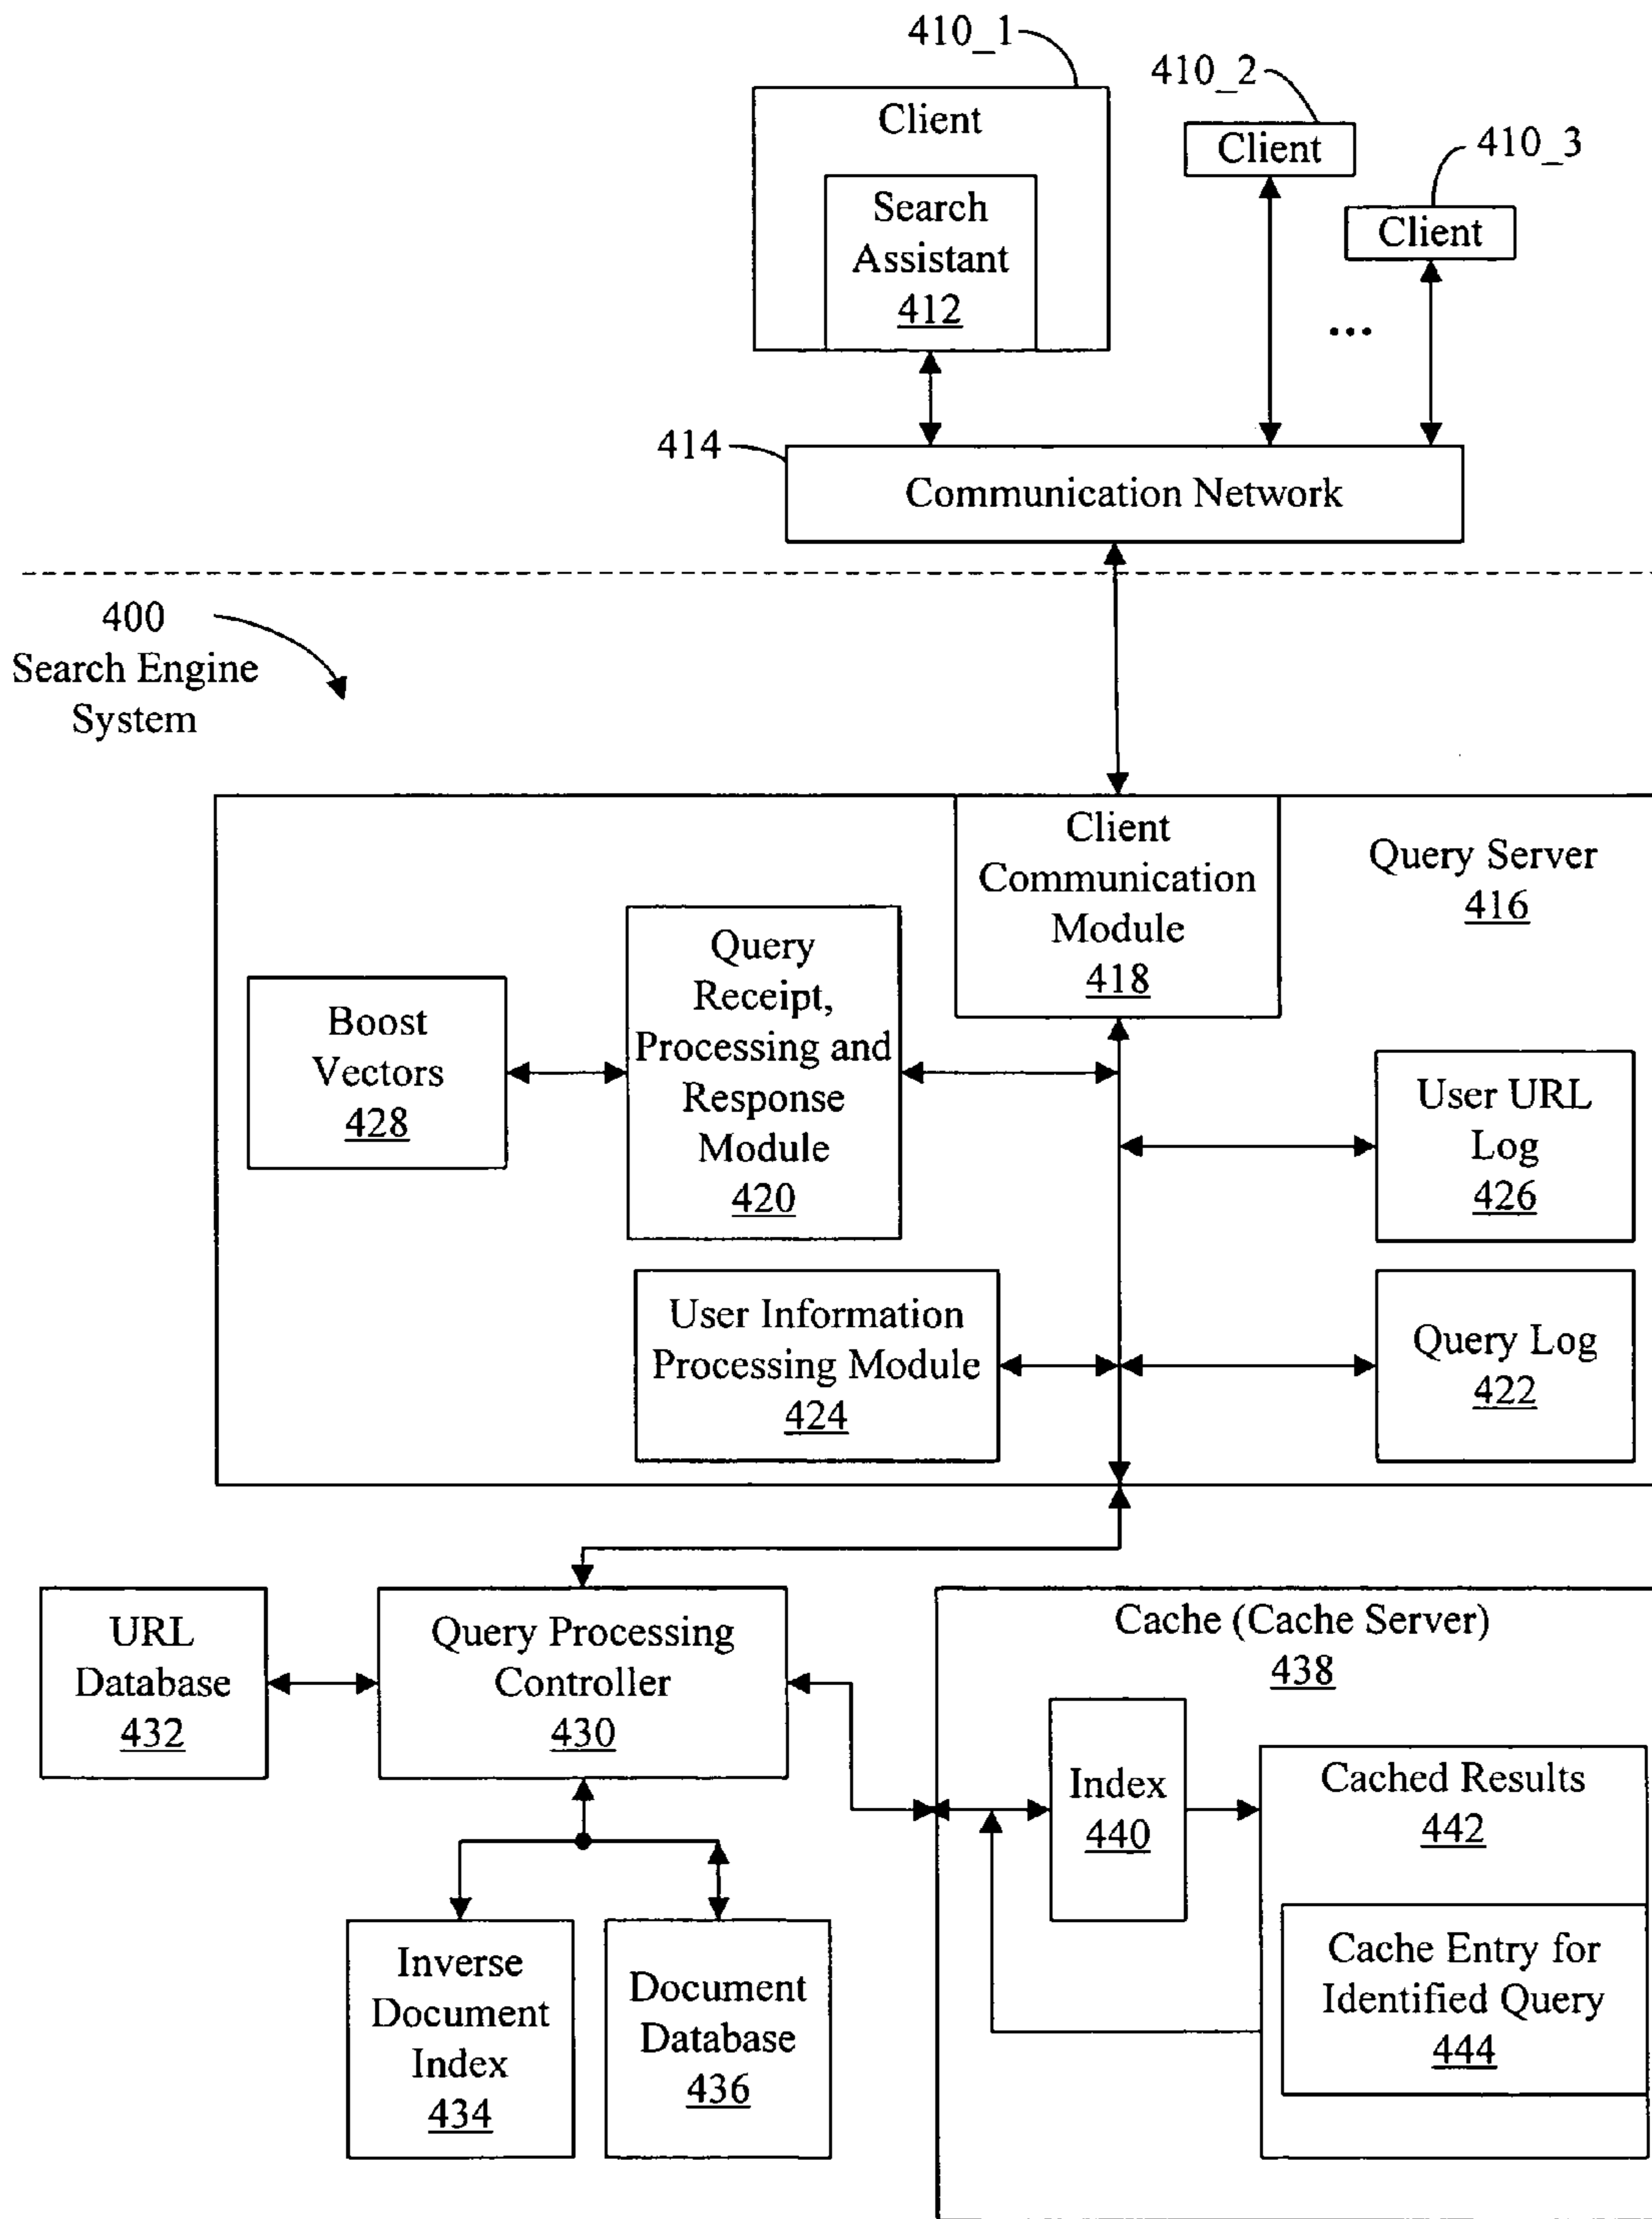 410_1
410_2
410_3
Client
Client
Client
Search
Assistant
412
...
414
Communication Network
400
Search Engine
System
Client
Communication
Module
418
Query Server
416
Query
Receipt,
Processing and
Response
Module
420
Boost
Vectors
428
User URL
Log
426
User Information
Processing Module
424
Query Log
422
URL
Database
432
Query Processing
Controller
430
Cache (Cache Server)
438
Index
440
Cached Results
442
Cache Entry for
Identified Query
444
Inverse
Document
Index
434
Document
Database
436